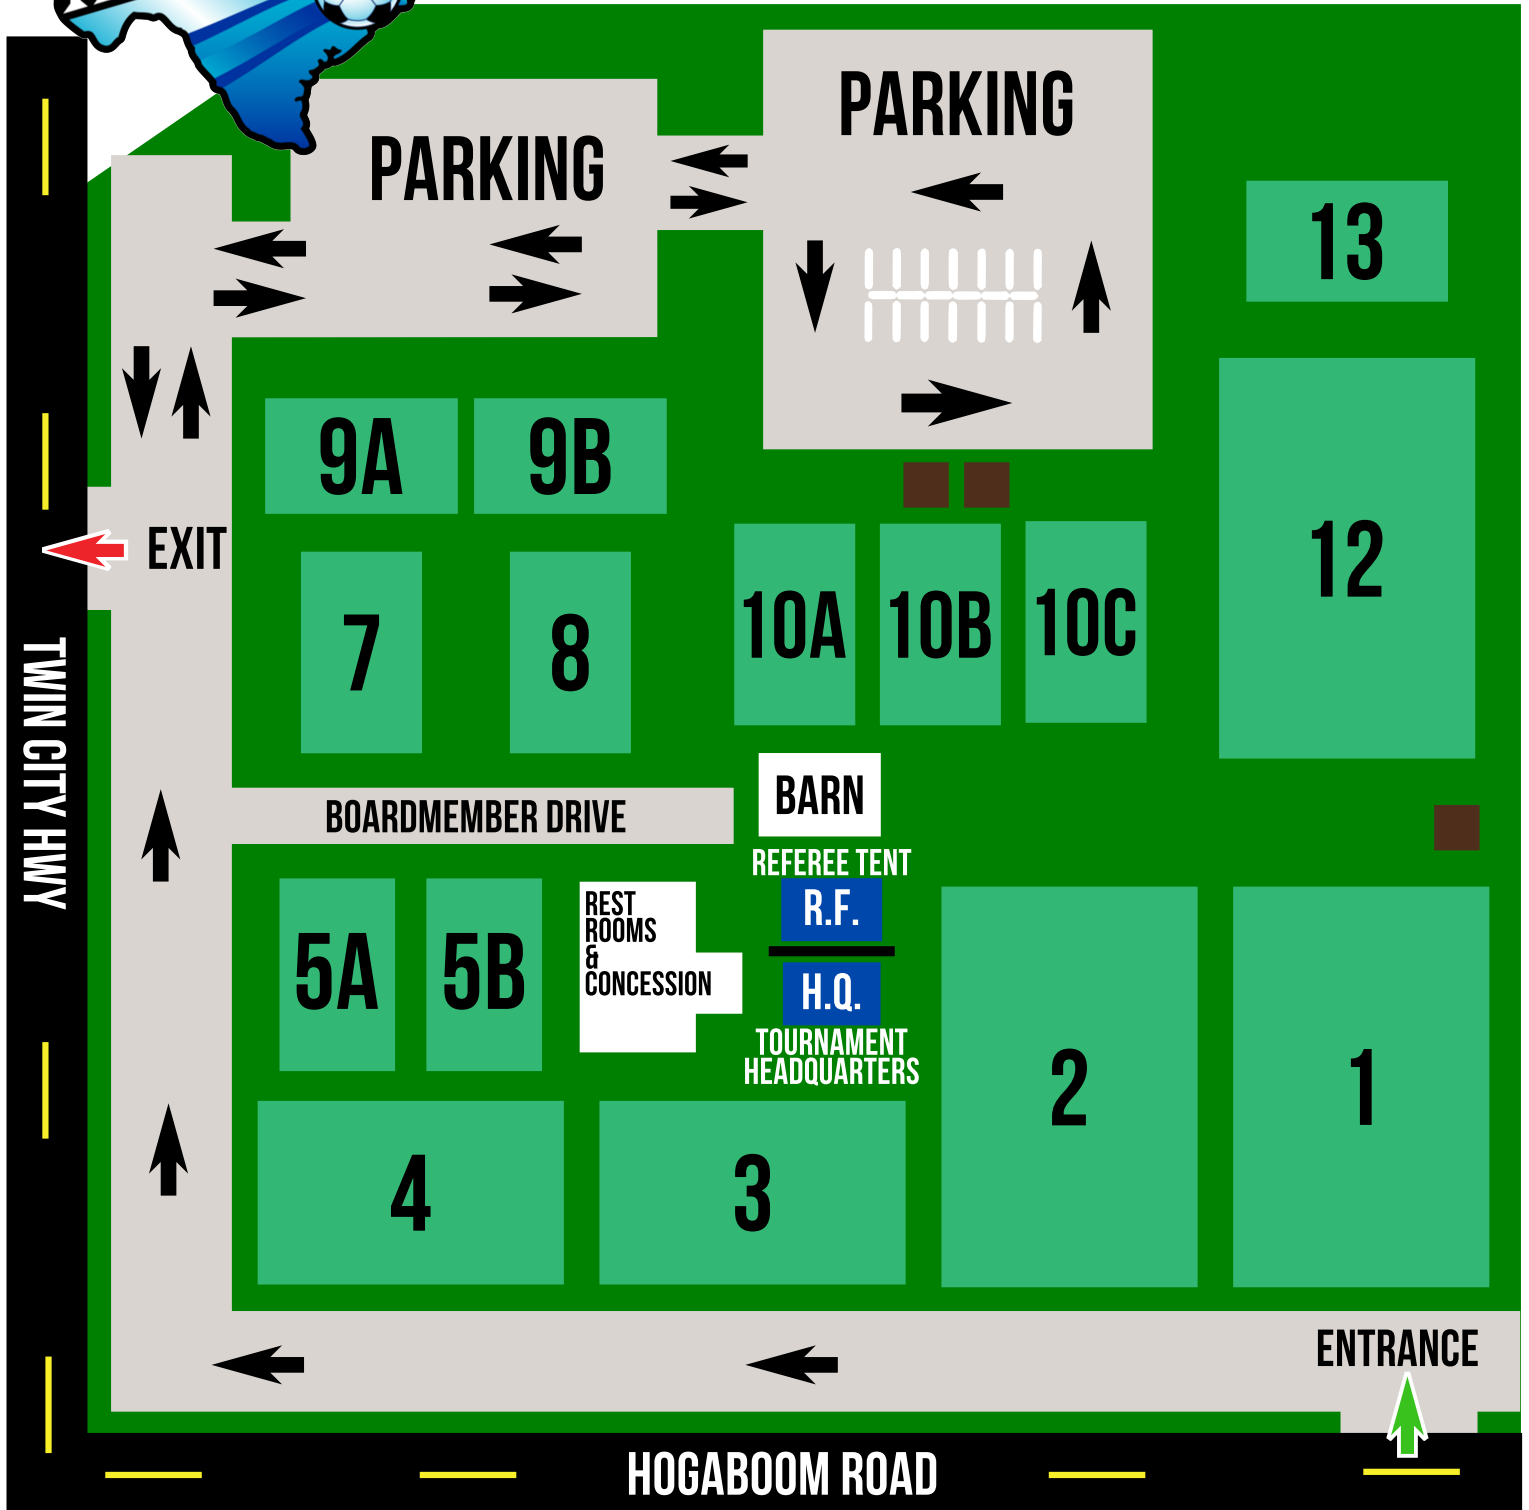 PARKING
PARKING
13
9A
9B
12
EXIT
7
8
10A
10B
10C
TWIN CITY HWY
BOARDMEMBER DRIVE
BARN
REFEREE TENT
R.F.
REST
ROOMS
&
CONCESSION
5A
5B
H.Q.
TOURNAMENT
HEADQUARTERS
2
1
4
3
ENTRANCE
HOGABOOM ROAD